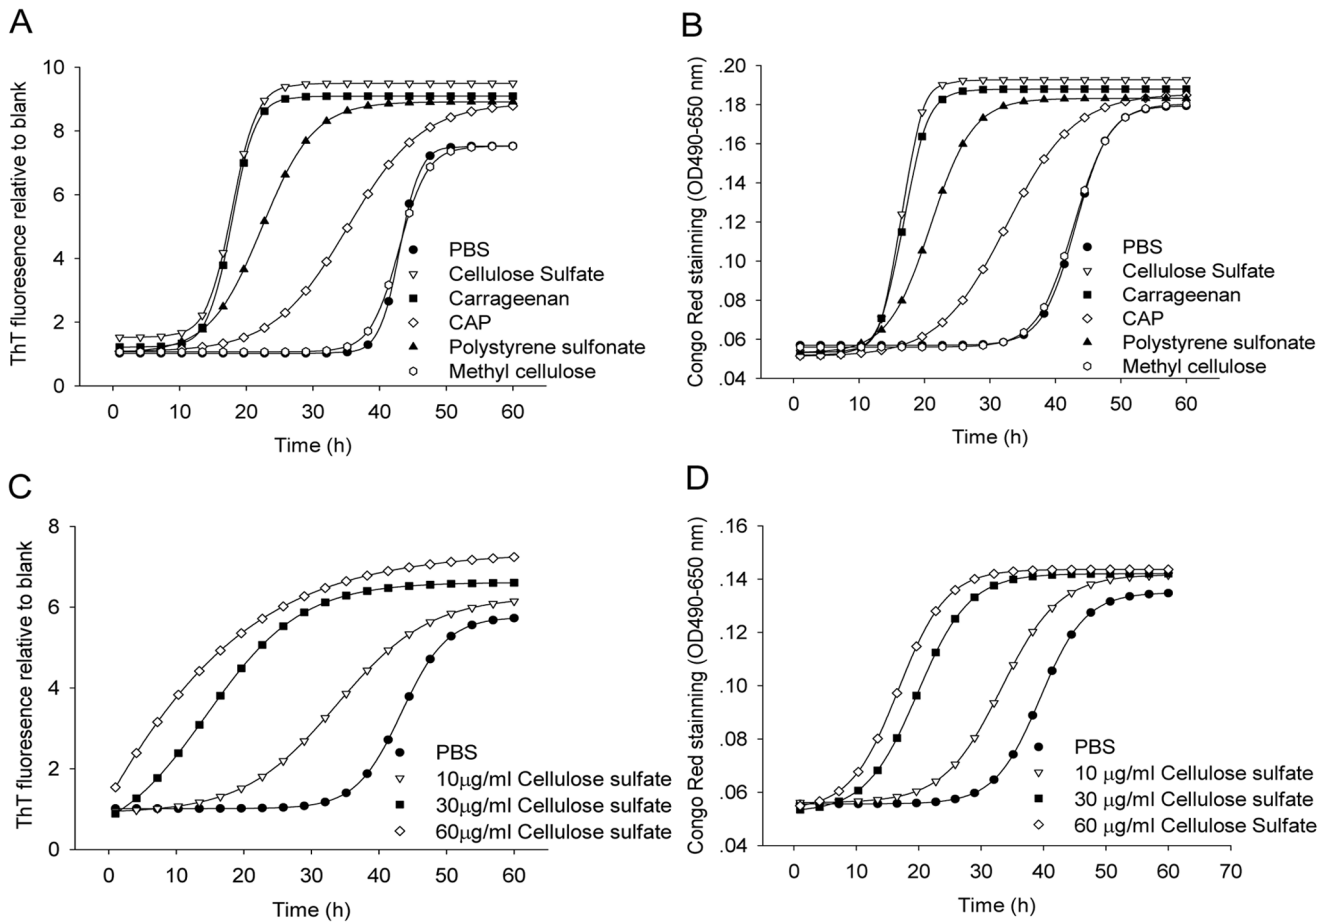 A
ThT fluoresence relative to blank
10
8
6
4
2
0
PBS
Cellulose Sulfate
Carrageenan
CAP
Polystyrene sulfonate
Methyl cellulose
0 10 20 30 40 50 60
Time (h)
B
Congo Red stainning (OD490-650 nm)
.20
.18
.16
.14
.12
.10
.08
.06
.04
PBS
Cellulose Sulfate
Carrageenan
CAP
Polystyrene sulfonate
Methyl cellulose
0 10 20 30 40 50 60
Time (h)
C
ThT fluoresence relative to blank
8
6
4
2
0
PBS
10μg/ml Cellulose sulfate
30μg/ml Cellulose sulfate
60μg/ml Cellulose sulfate
0 10 20 30 40 50 60
Time (h)
D
Congo Red stainning (OD490-650 nm)
.16
.14
.12
.10
.08
.06
.04
PBS
10 μg/ml Cellulose sulfate
30 μg/ml Cellulose sulfate
60 μg/ml Cellulose Sulfate
0 10 20 30 40 50 60 70
Time (h)